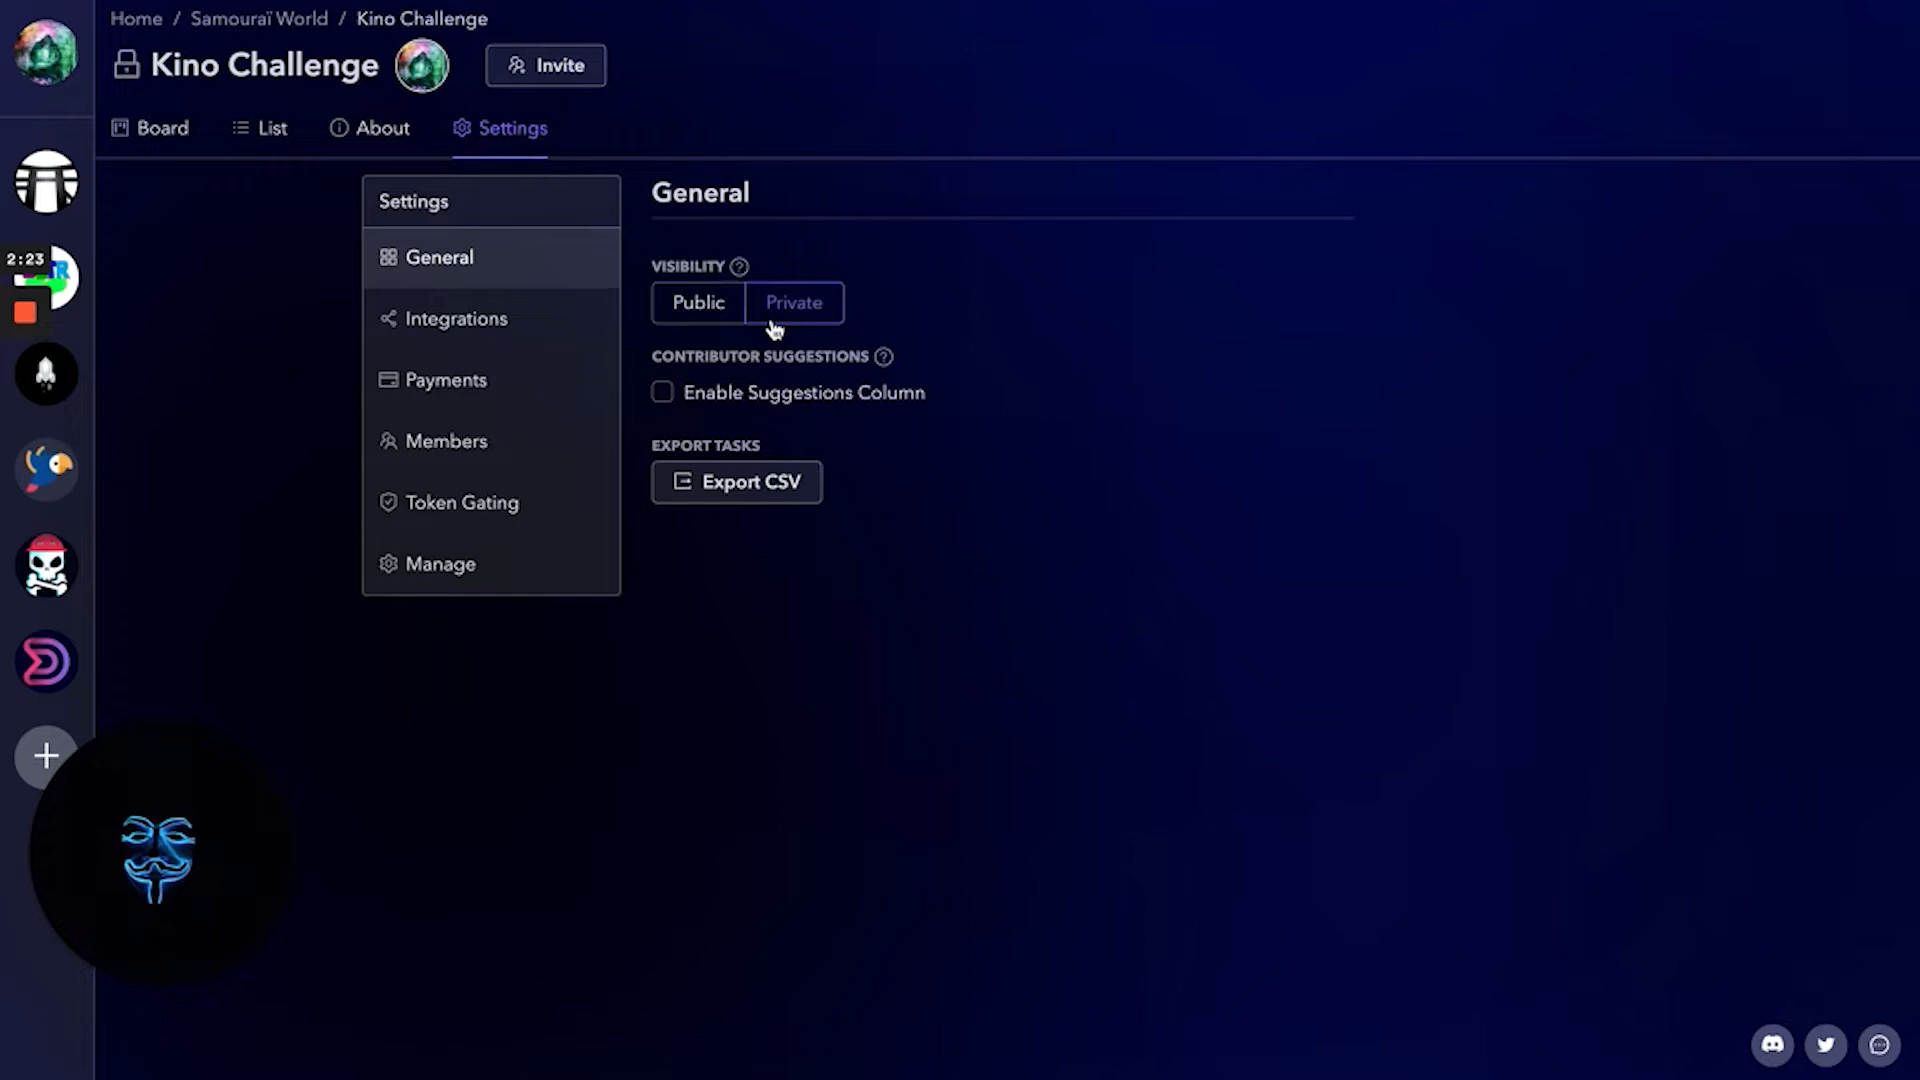 Home / Samouraï World / Kino Challenge
Kino Challenge
Invite
Board
List
About
Settings
2:23
Settings
General
Integrations
Payments
Members
Token Gating
Manage
General
VISIBILITY ?
Public
Private
CONTRIBUTOR SUGGESTIONS ?
Enable Suggestions Column
EXPORT TASKS
Export CSV